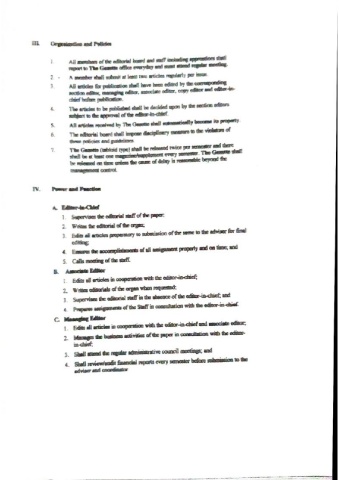 III. Organization and Policies
1. All members of the editorial board and staff including apprentices shall
report to The Gazette office everyday and must attend regular meeting.
2. - A member shall submit at least two articles regularly per issue.
3. All articles for publication shall have been edited by the corresponding
section editor, managing editor, associate editor, copy editor and editor-in-
chief before publication.
4. The articles to be published shall be decided upon by the section editors
subject to the approval of the editor-in-chief.
5. All articles received by The Gazette shall automatically become its property.
6. The editorial board shall impose disciplinary measure to the violators of
these policies and guidelines.
7. The Gazette (tabloid type) shall be released twice per semester and there
shall be at least one magazine/supplement every semester. The Gazette shall
be released on time unless the cause of delay is reasonable beyond the
management control.
IV. Power and Function
A. Editor-in-Chief
1. Supervises the editorial staff of the paper:
2. Writes the editorial of the organ;
3. Edits all articles preparatory to submission of the same to the adviser for final
editing;
4. Ensures the accomplishments of all assignment properly and on time; and
5. Calls meeting of the staff.
B. Associate Editor
1. Edits all articles in cooperation with the editor-in-chief;
2. Writes editorials of the organ when requested;
3. Supervises the editorial staff in the absence of the editor-in-chief; and
4. Prepares assignments of the Staff in consultation with the editor-in-chief.
C. Managing Editor
1. Edits all articles in cooperation with the editor-in-chief and associate editor;
2. Manages the business activities of the paper in consultation with the editor-
in-chief;
3. Shall attend the regular administrative council meetings; and
4. Shall review/audit financial reports every semester before submission to the
adviser and coordinator